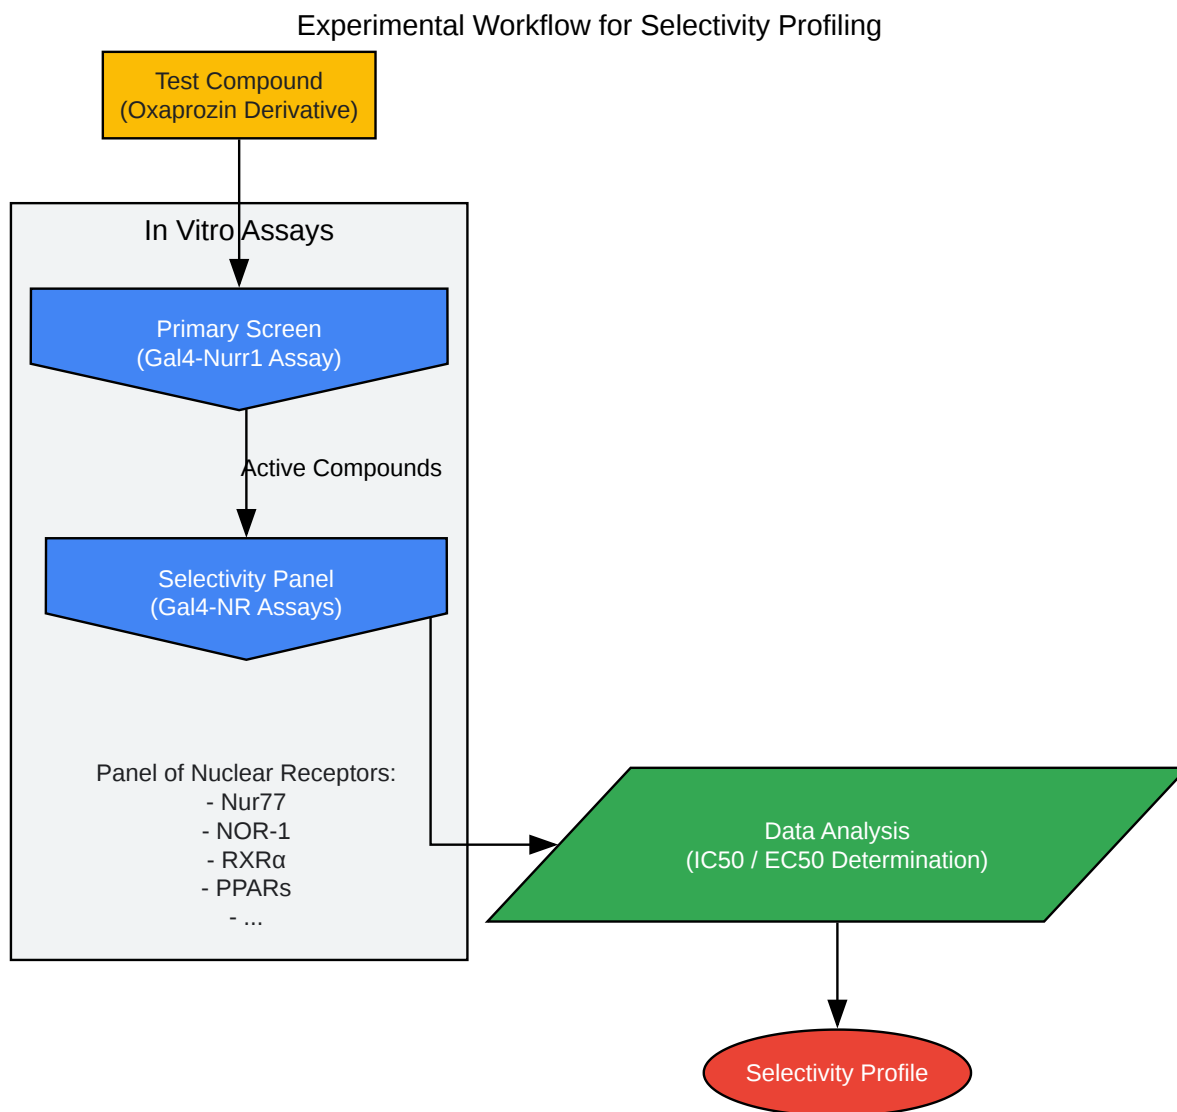 Experimental Workflow for Selectivity Profiling
Test Compound
(Oxaprozin Derivative)
In Vitro Assays
Primary Screen
(Gal4-Nurr1 Assay)
Active Compounds
Selectivity Panel
(Gal4-NR Assays)
Panel of Nuclear Receptors:
- Nur77
- NOR-1
- RXRα
- PPARs
- ...
Data Analysis
(IC50 / EC50 Determination)
Selectivity Profile